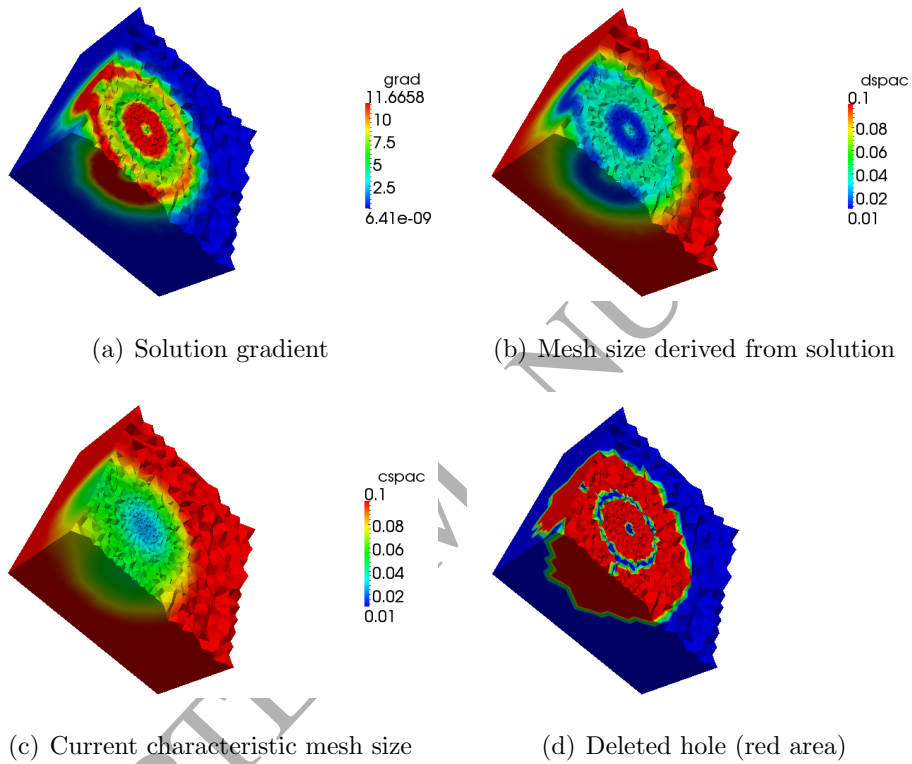 grad
11.6658
10
7.5
5
2.5
6.41e-09
dspac
0.1
0.08
0.06
0.04
0.02
0.01
(a) Solution gradient
(b) Mesh size derived from solution
cspac
0.1
0.08
0.06
0.04
0.02
0.01
(c) Current characteristic mesh size
(d) Deleted hole (red area)